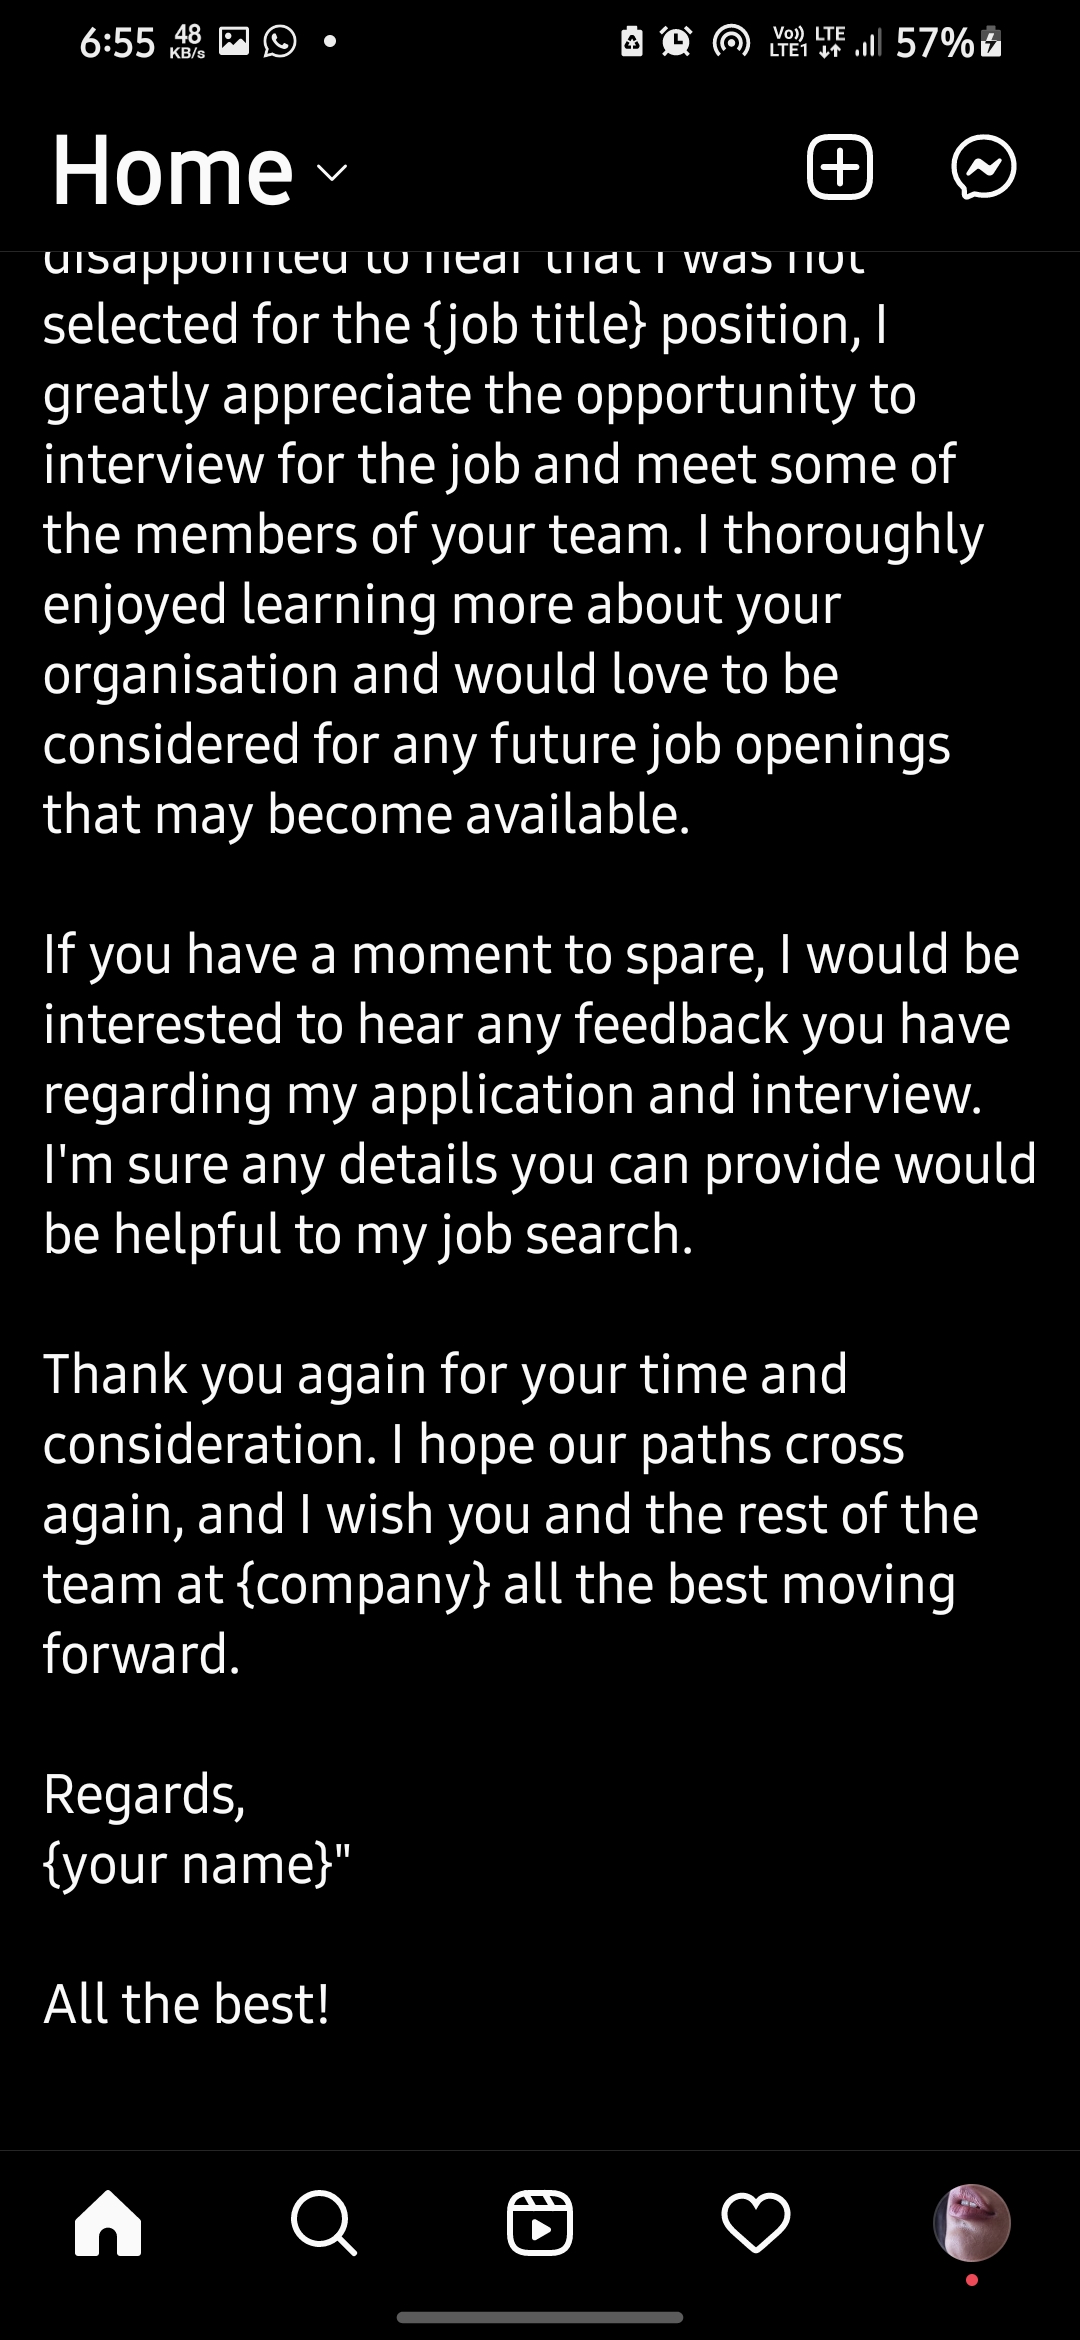 6:55 48 KB/s Vo)) LTE1 LTE 57%
Home
disappointed to hear that I was not
selected for the {job title} position, I
greatly appreciate the opportunity to
interview for the job and meet some of
the members of your team. I thoroughly
enjoyed learning more about your
organisation and would love to be
considered for any future job openings
that may become available.
If you have a moment to spare, I would be
interested to hear any feedback you have
regarding my application and interview.
I'm sure any details you can provide would
be helpful to my job search.
Thank you again for your time and
consideration. I hope our paths cross
again, and I wish you and the rest of the
team at {company} all the best moving
forward.
Regards,
{your name}"
All the best!